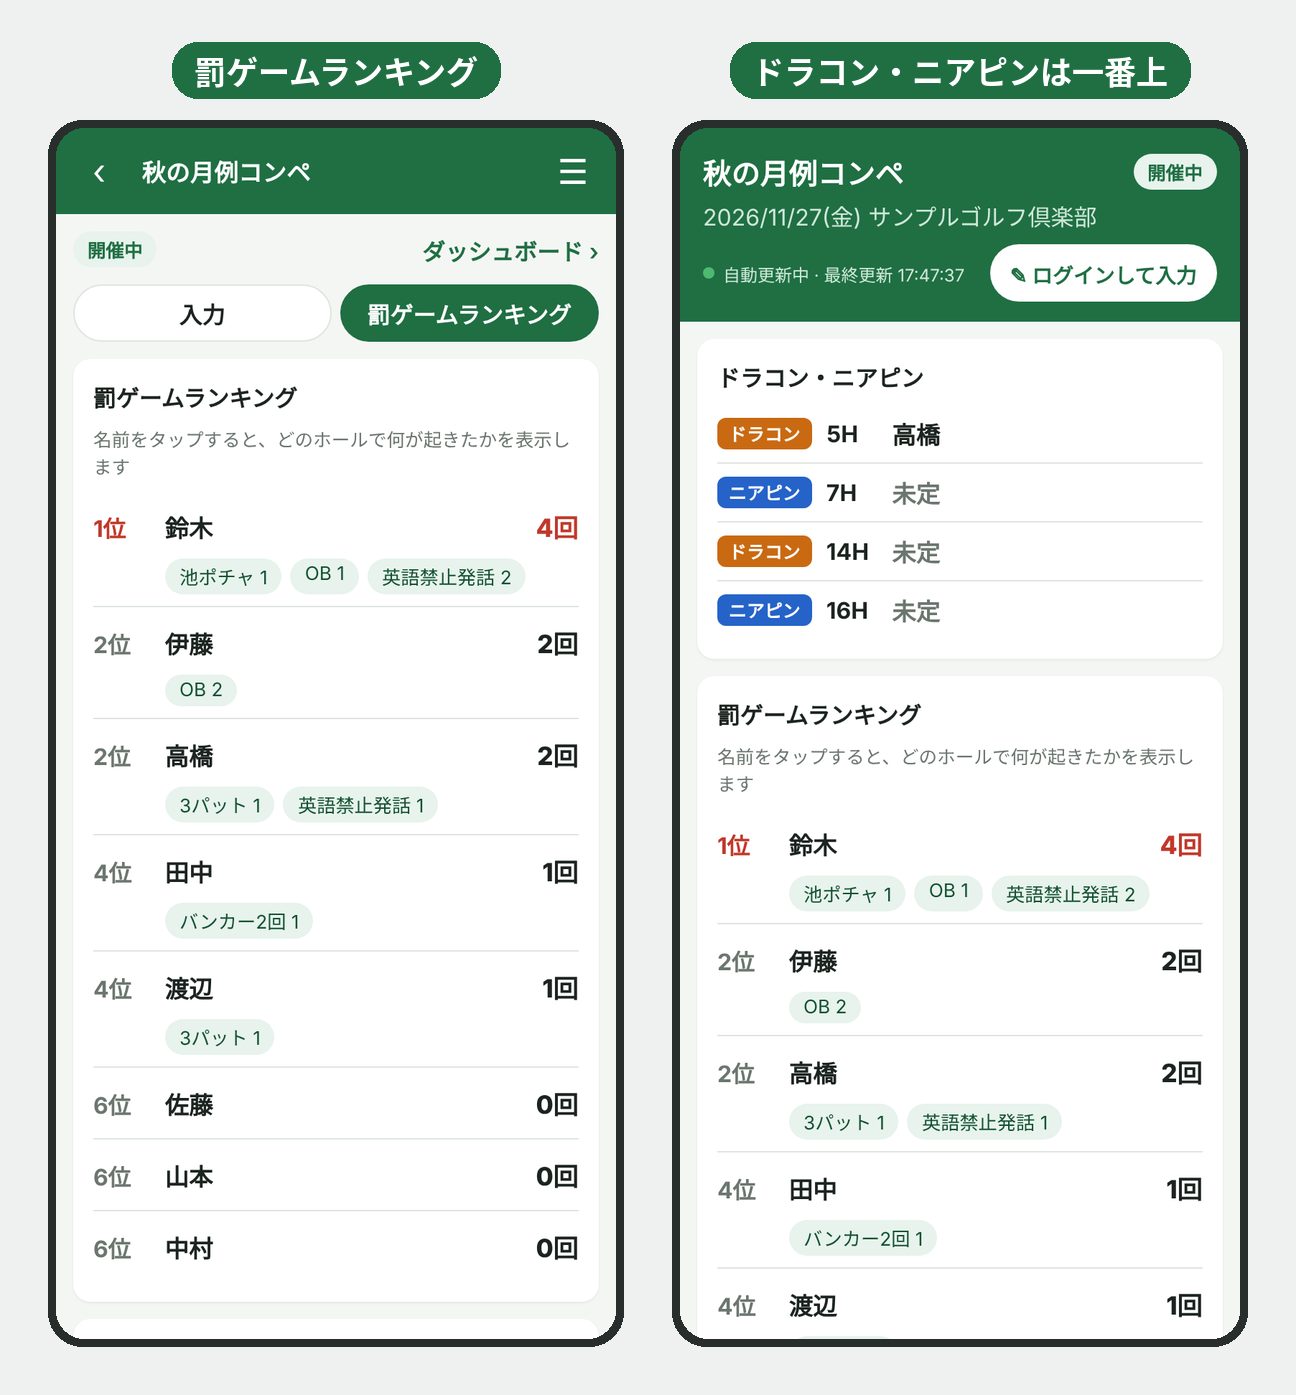 罰ゲームランキング
‹ 秋の月例コンペ ☰
開催中 ダッシュボード ›
入力 罰ゲームランキング
罰ゲームランキング
名前をタップすると、どのホールで何が起きたかを表示し
ます
1位 鈴木 4回
池ポチャ 1 OB 1 英語禁止発話 2
2位 伊藤 2回
OB 2
2位 高橋 2回
3パット 1 英語禁止発話 1
4位 田中 1回
バンカー2回 1
4位 渡辺 1回
3パット 1
6位 佐藤 0回
6位 山本 0回
6位 中村 0回
ドラコン・ニアピンは一番上
秋の月例コンペ 開催中
2026/11/27(金) サンプルゴルフ倶楽部
自動更新中 · 最終更新 17:47:37 ✎ ログインして入力
ドラコン・ニアピン
ドラコン 5H 高橋
ニアピン 7H 未定
ドラコン 14H 未定
ニアピン 16H 未定
罰ゲームランキング
名前をタップすると、どのホールで何が起きたかを表示し
ます
1位 鈴木 4回
池ポチャ 1 OB 1 英語禁止発話 2
2位 伊藤 2回
OB 2
2位 高橋 2回
3パット 1 英語禁止発話 1
4位 田中 1回
バンカー2回 1
4位 渡辺 1回